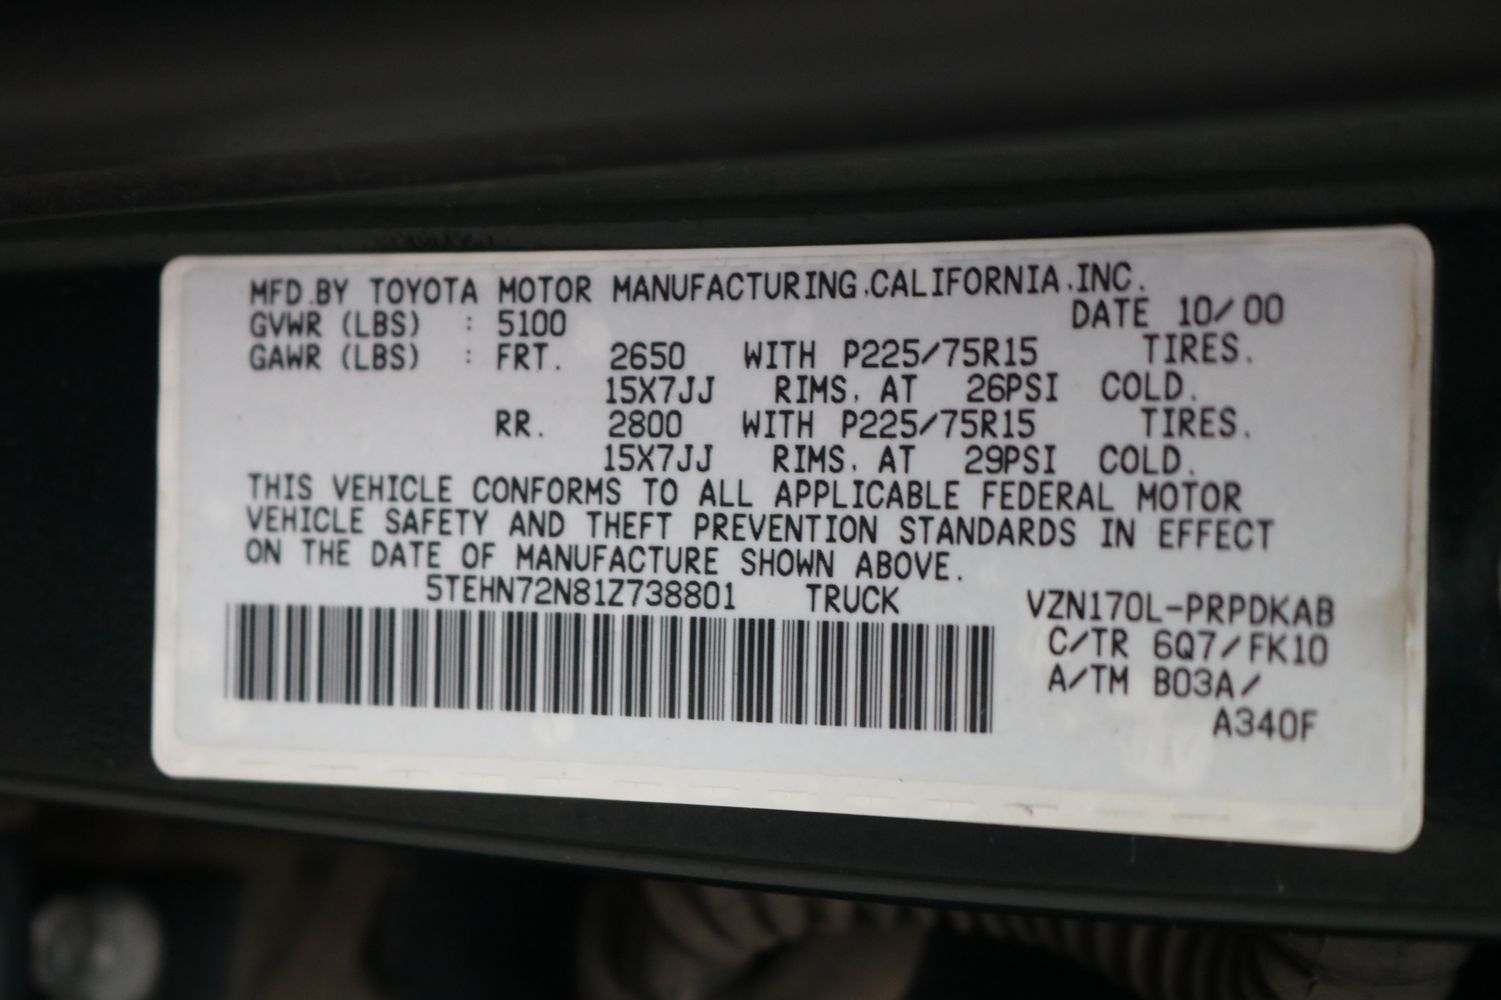 MFD.BY TOYOTA MOTOR MANUFACTURING.CALIFORNIA.INC.
GVWR (LBS) : 5100 DATE 10/00
GAWR (LBS) : FRT. 2650 WITH P225/75R15 TIRES.
15X7JJ RIMS. AT 26PSI COLD.
RR. 2800 WITH P225/75R15 TIRES.
15X7JJ RIMS. AT 29PSI COLD.
THIS VEHICLE CONFORMS TO ALL APPLICABLE FEDERAL MOTOR
VEHICLE SAFETY AND THEFT PREVENTION STANDARDS IN EFFECT
ON THE DATE OF MANUFACTURE SHOWN ABOVE.
5TEHN72N81Z738801 TRUCK VZN170L-PRPDKAB
C/TR 6Q7/FK10
A/TM B03A/
A340F